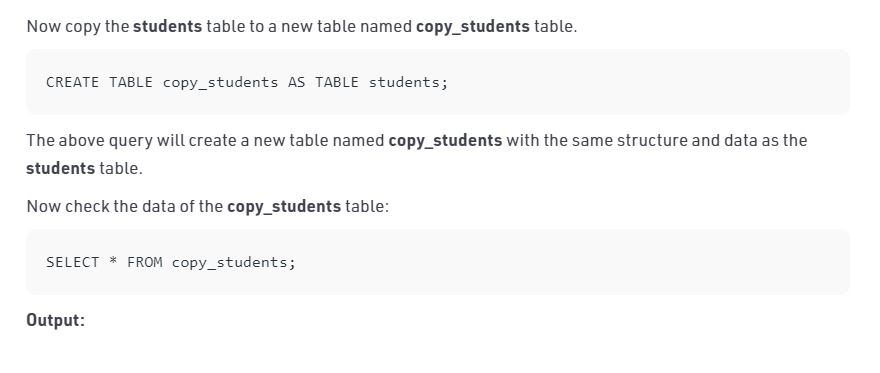 Now copy the students table to a new table named copy_students table.
CREATE TABLE copy_students AS TABLE students;
The above query will create a new table named copy_students with the same structure and data as the
students table.
Now check the data of the copy_students table:
SELECT * FROM copy_students;
Output: